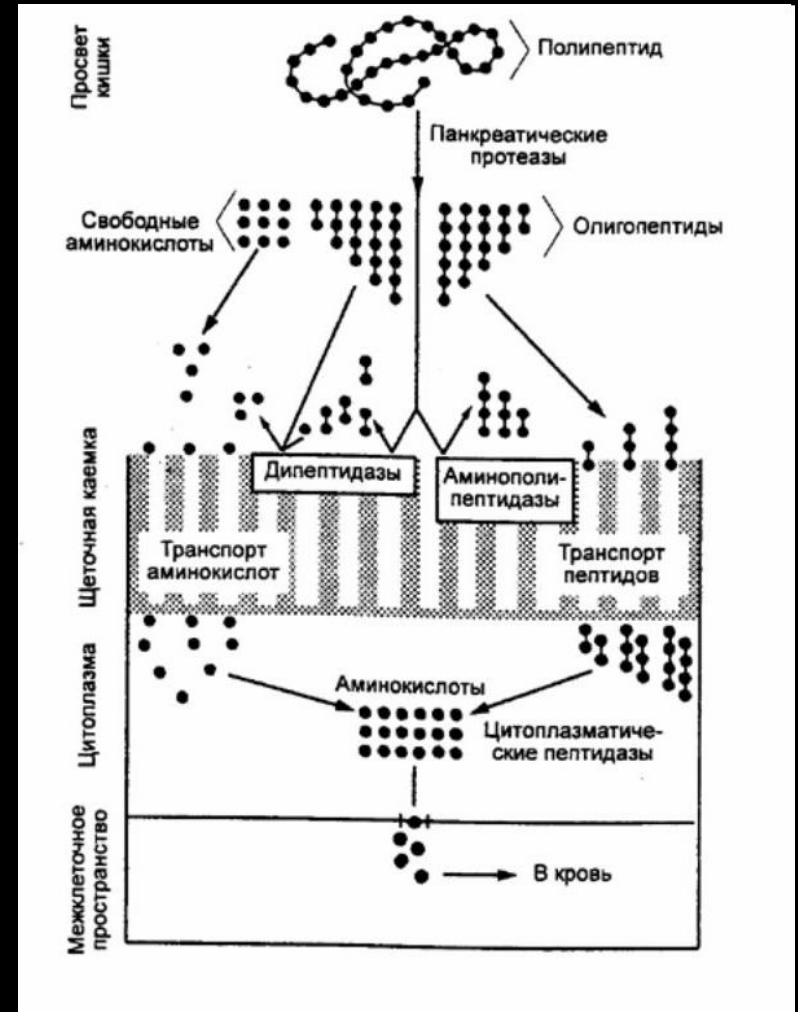 Просвет
кишки
Полипептид
Панкреатические
протеазы
Свободные
аминокислоты
Олигопептиды
Щеточная каемка
Дипептидазы
Аминополи-
пептидазы
Транспорт
аминокислот
Транспорт
пептидов
Цитоплазма
Аминокислоты
Цитоплазматиче-
ские пептидазы
Межклеточное
пространство
В кровь